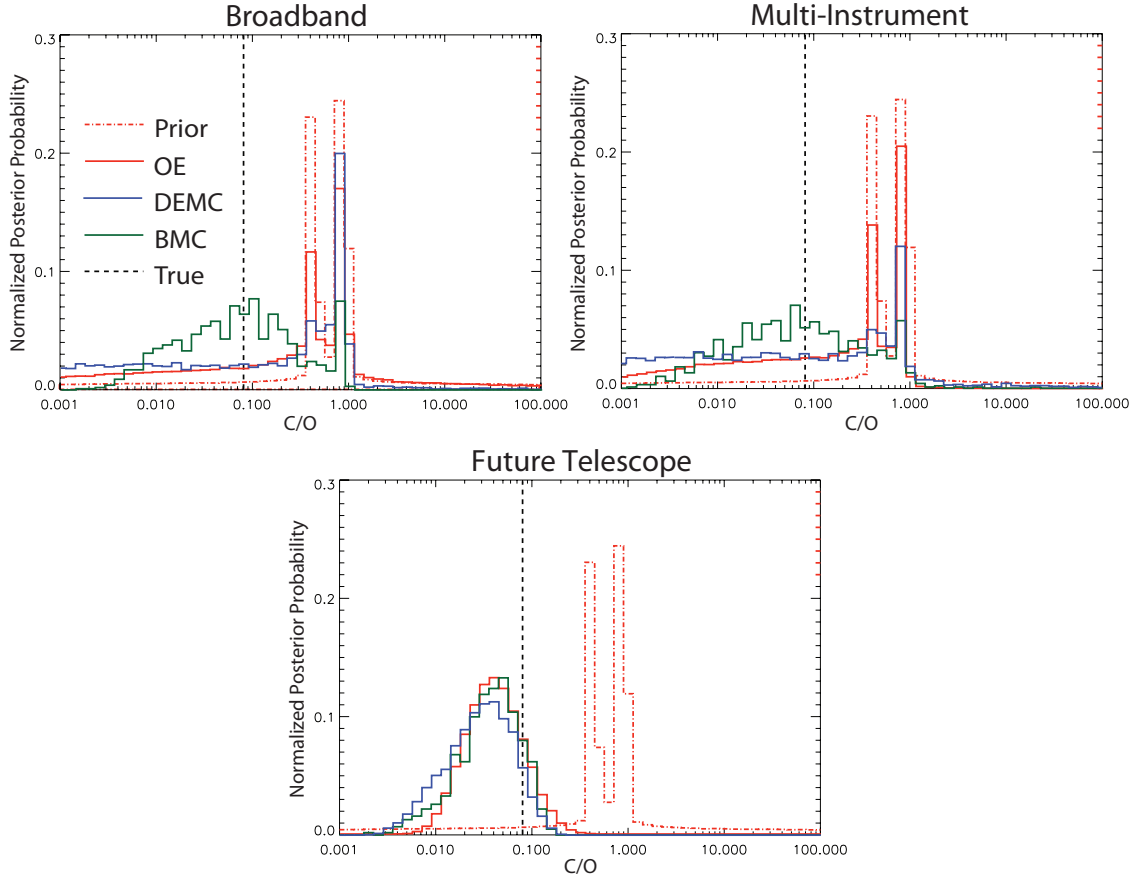 Broadband
Normalized Posterior Probability
0.3
0.2
0.1
0.0
Prior
OE
DEMC
BMC
True
0.001 0.010 0.100 1.000 10.000 100.000
C/O
Multi-Instrument
Normalized Posterior Probability
0.3
0.2
0.1
0.0
0.001 0.010 0.100 1.000 10.000 100.000
C/O
Future Telescope
Normalized Posterior Probability
0.3
0.2
0.1
0.0
0.001 0.010 0.100 1.000 10.000 100.000
C/O